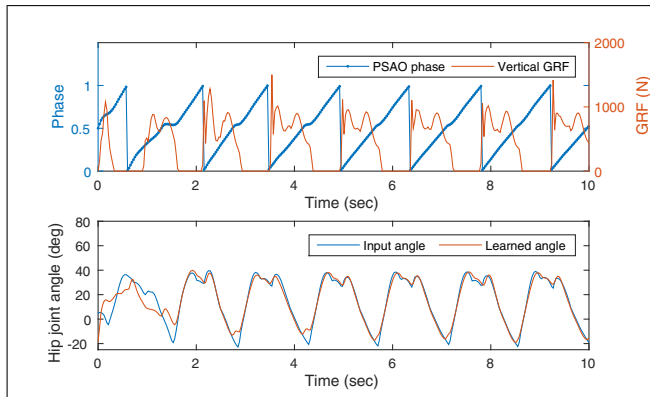 2000
1000
0
1
0.5
0
Phase
GRF (N)
PSAO phase
Vertical GRF
0 2 4 6 8 10
Time (sec)
80
60
40
20
0
-20
Hip joint angle (deg)
Input angle
Learned angle
0 2 4 6 8 10
Time (sec)